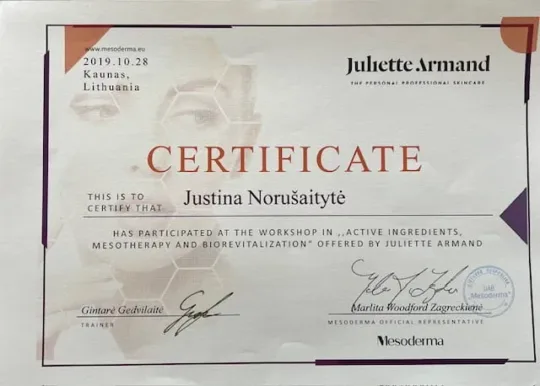 www.mesoderma.eu
2019.10.28
Kaunas,
Lithuania
Juliette Armand
THE PERSONAL PROFESSIONAL SKINCARE
CERTIFICATE
THIS IS TO
CERTIFY THAT
Justina Norušaitytė
HAS PARTICIPATED AT THE WORKSHOP IN ,,ACTIVE INGREDIENTS,
MESOTHERAPY AND BIOREVITALIZATION" OFFERED BY JULIETTE ARMAND
Gintarė Gedvilaitė
TRAINER
Marlita Woodford Zagreckienė
MESODERMA OFFICIAL REPRESENTATIVE
UAB
"Mesoderma"
Mesoderma